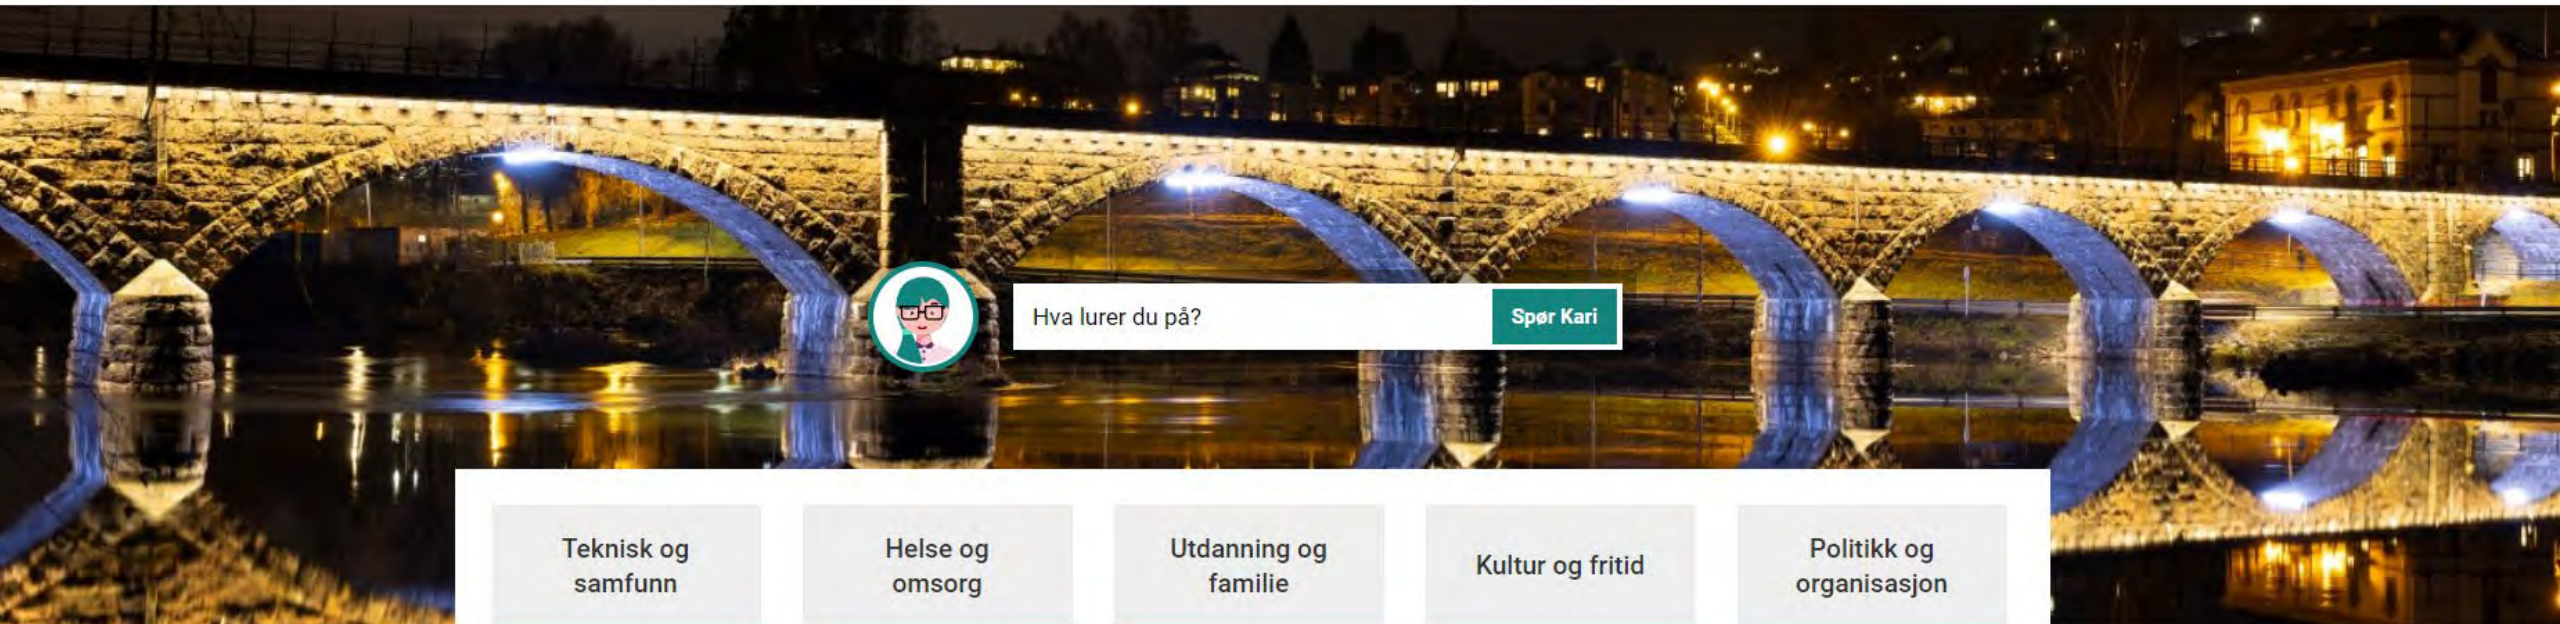 Hva lurer du på?
Spør Kari
Teknisk og
samfunn
Helse og
omsorg
Utdanning og
familie
Kultur og fritid
Politikk og
organisasjon